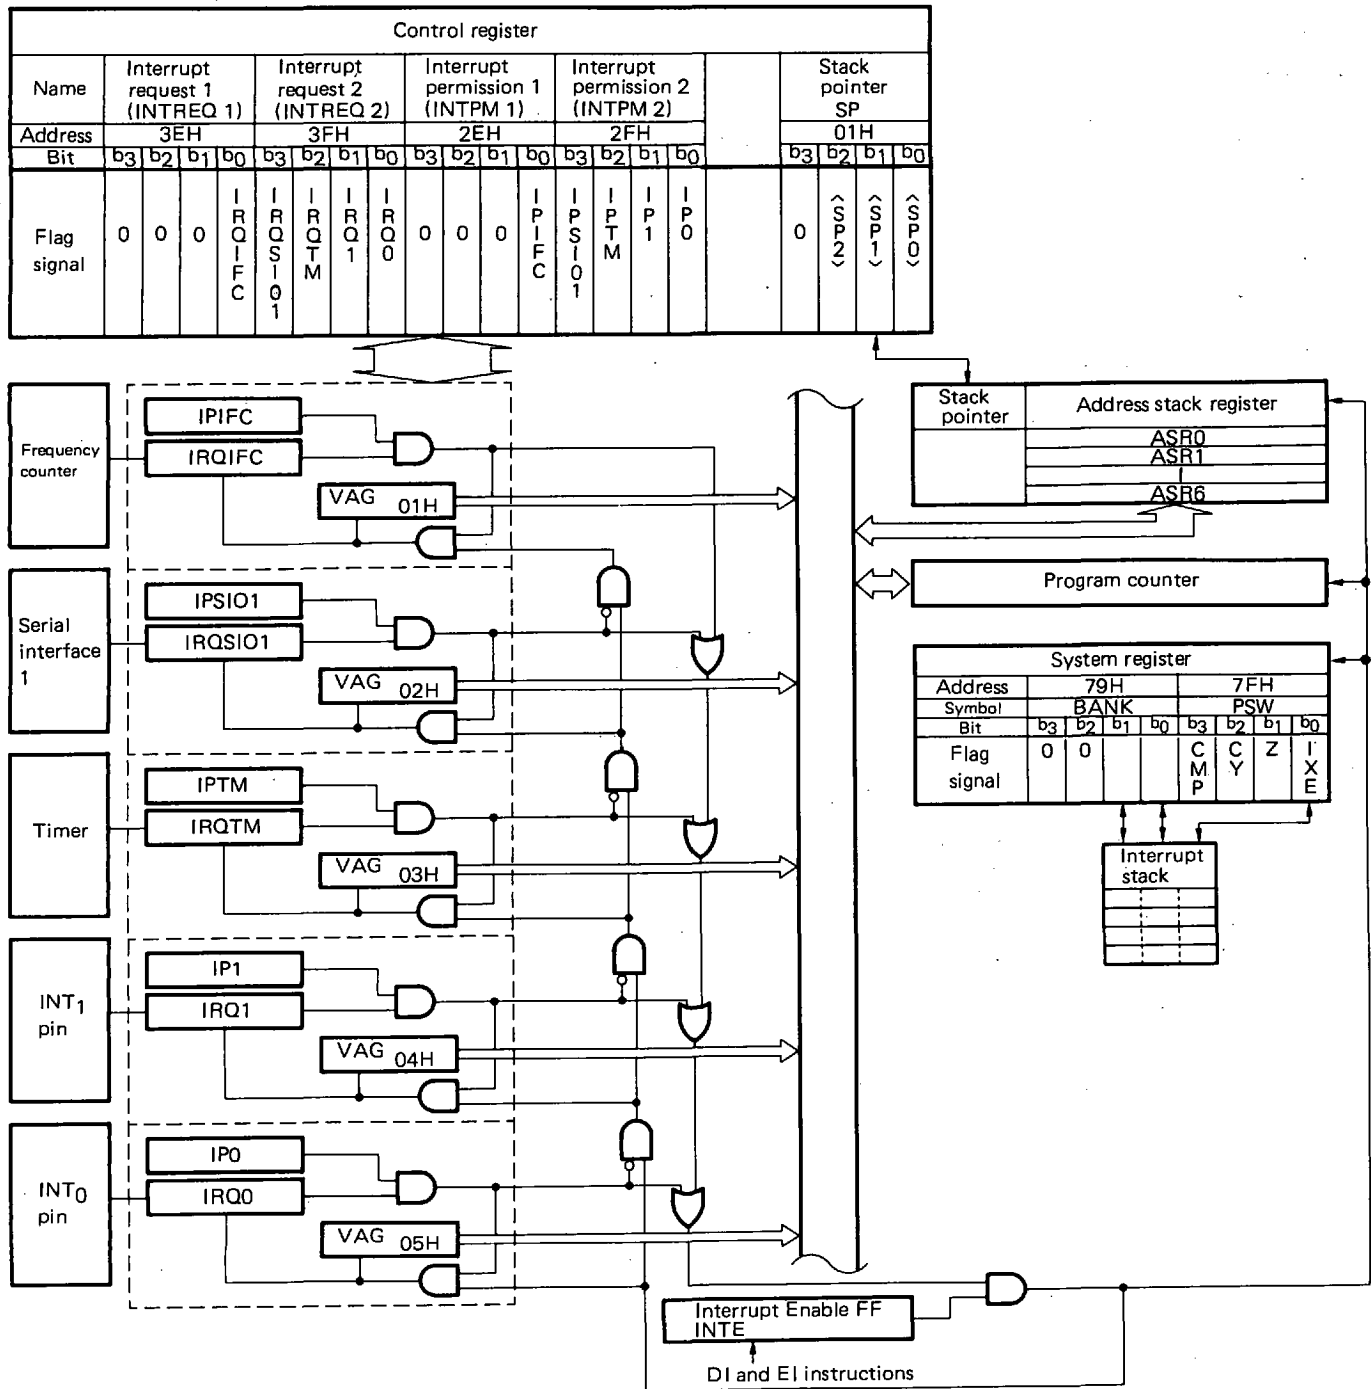 Control register
Name
Interrupt request 1 (INTREQ 1)
Interrupt request 2 (INTREQ 2)
Interrupt permission 1 (INTPM 1)
Interrupt permission 2 (INTPM 2)
Stack pointer SP
Address 3EH 3FH 2EH 2FH 01H
Bit b3 b2 b1 b0 b3 b2 b1 b0 b3 b2 b1 b0 b3 b2 b1 b0 b3 b2 b1 b0
Flag signal 0 0 0 IRQIFC IRQSI01 IRQTM IRQ1 IRQ0 0 0 0 IPIFC IPSI01 IPTM IP1 IP0 0 <SP2> <SP1> <SP0>
Frequency counter
IPIFC
IRQIFC
VAG 01H
Serial interface 1
IPSIO1
IRQSIO1
VAG 02H
Timer
IPTM
IRQTM
VAG 03H
INT1 pin
IP1
IRQ1
VAG 04H
INT0 pin
IP0
IRQ0
VAG 05H
Stack pointer
Address stack register
ASR0
ASR1
ASR6
Program counter
System register
Address 79H 7FH
Symbol BANK PSW
Bit b3 b2 b1 b0 b3 b2 b1 b0
Flag signal 0 0 CMP CY Z IXE
Interrupt stack
Interrupt Enable FF
INTE
DI and EI instructions